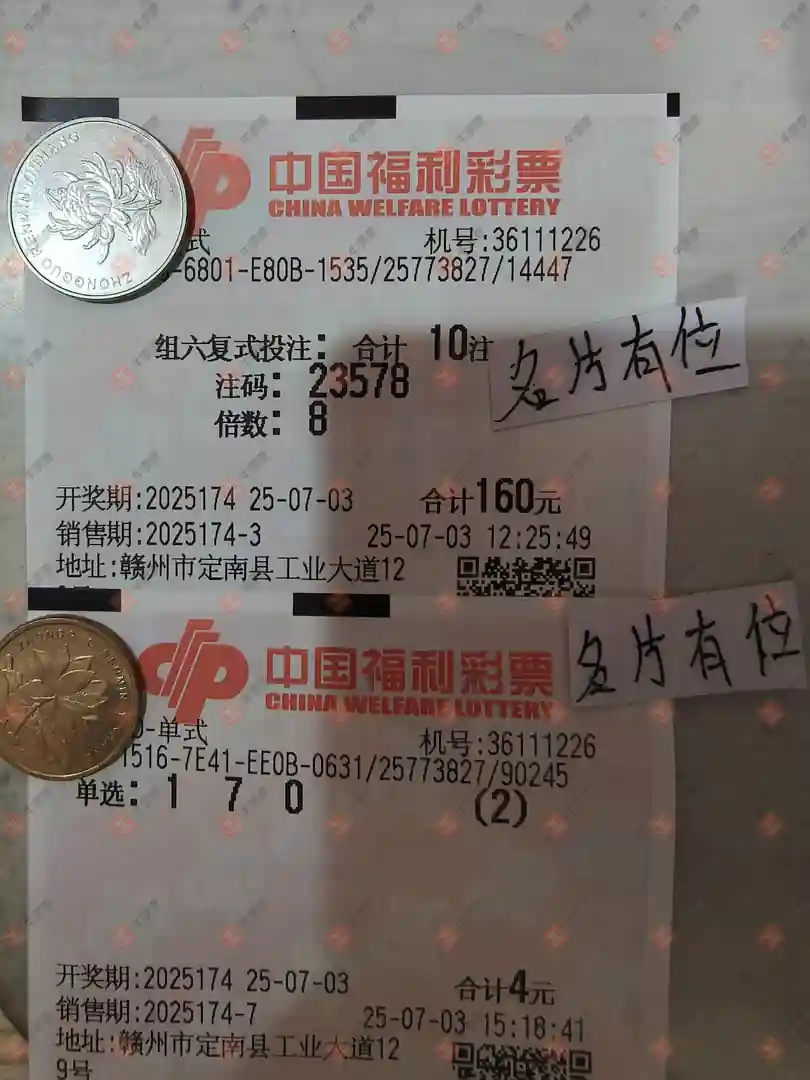 中国福利彩票
CHINA WELFARE LOTTERY
式
机号:36111226
-6801-E80B-1535/25773827/14447
组六复式投注: 合计 10注
名片有位
注码: 23578
倍数: 8
开奖期:2025174 25-07-03
合计160元
销售期:2025174-3
25-07-03 12:25:49
地址:赣州市定南县工业大道12
中国福利彩票
CHINA WELFARE LOTTERY
名片有位
D-单式
机号:36111226
1516-7E41-EE0B-0631/25773827/90245
单选: 1 7 0 (2)
开奖期:2025174 25-07-03
合计4元
销售期:2025174-7
25-07-03 15:18:41
地址:赣州市定南县工业大道12
9号